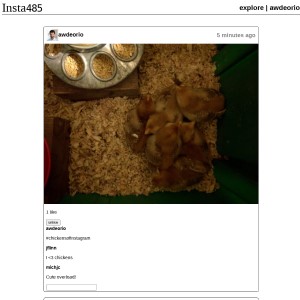 Insta485
explore | awdeorio
awdeorio
5 minutes ago
1 like
unlike
awdeorio
#chickensofinstagram
jflinn
I <3 chickens
michjc
Cute overload!